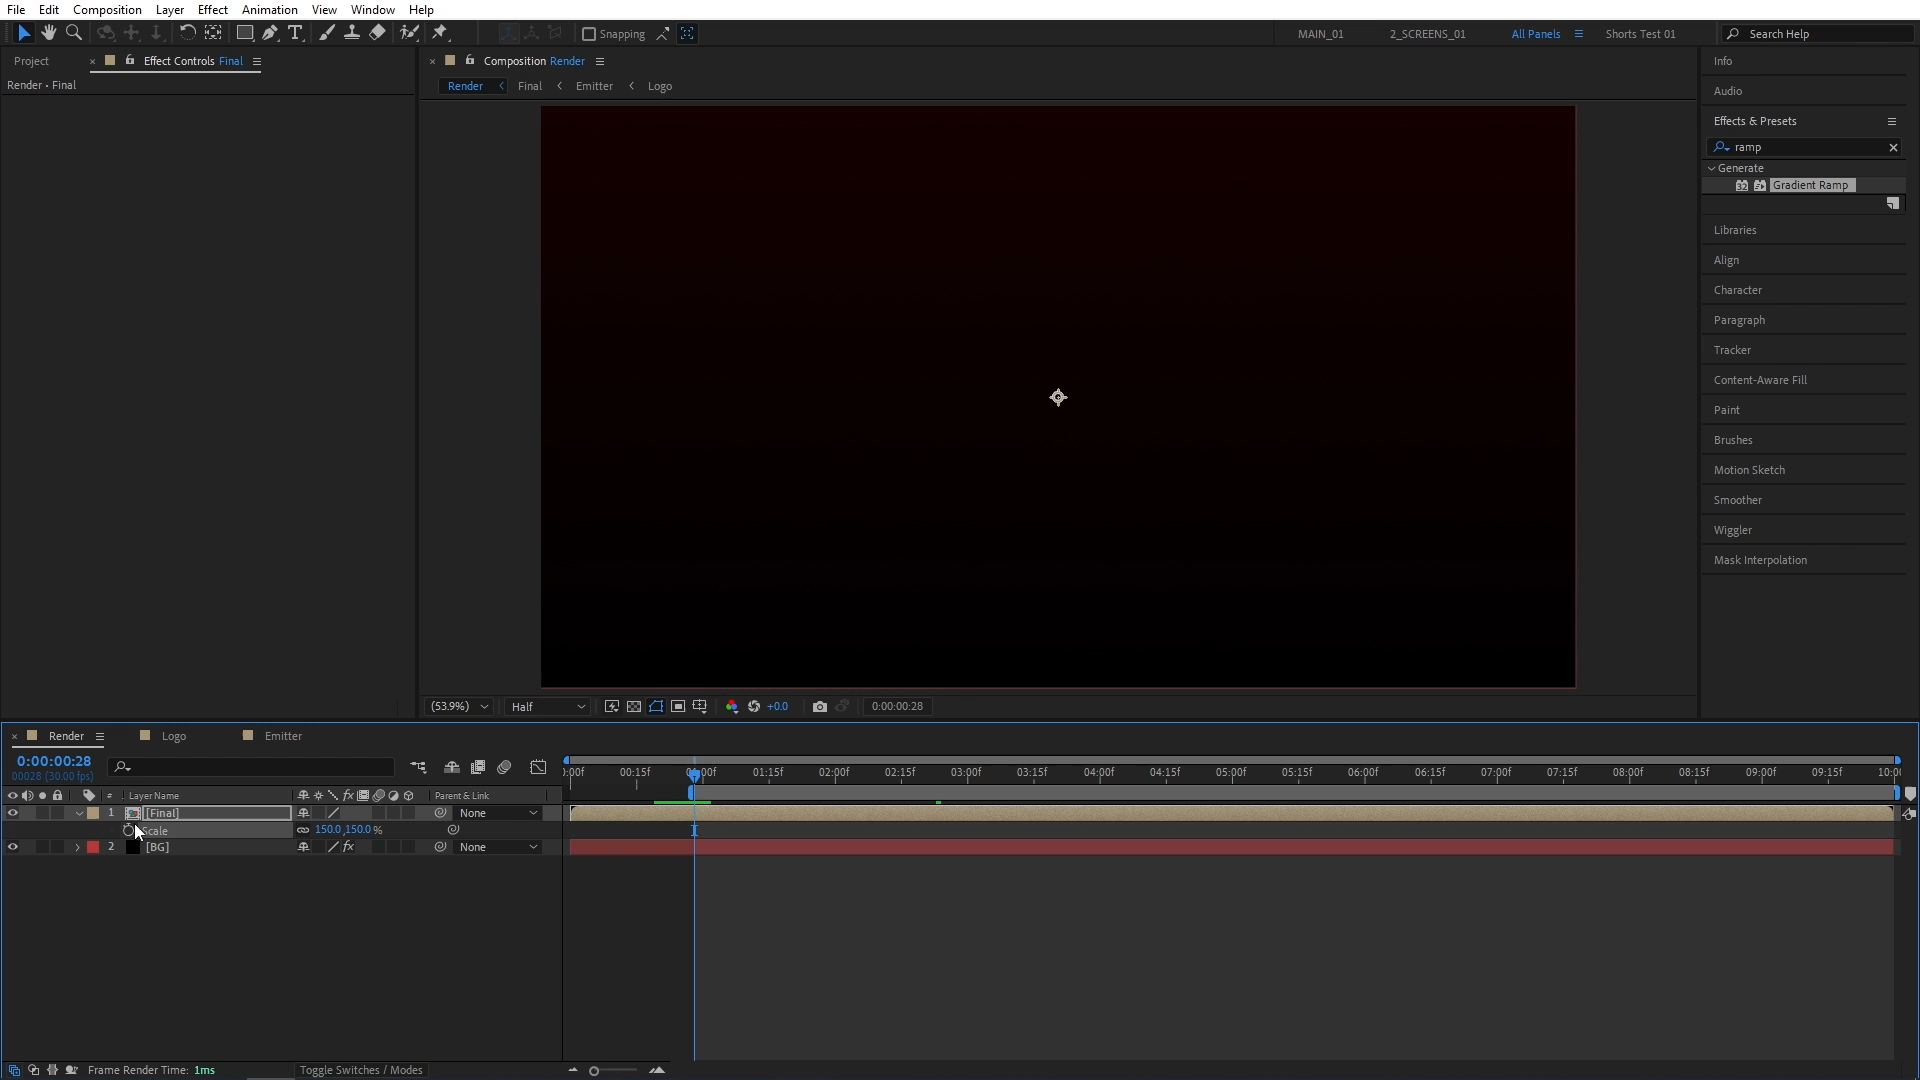 File Edit Composition Layer Effect Animation View Window Help
Snapping MAIN_01 2_SCREENS_01 All Panels Shorts Test 01 Search Help
Project Effect Controls Final
Render • Final
Composition Render
Render Final Emitter Logo
Info
Audio
Effects & Presets
ramp
Generate
32 Gradient Ramp
Libraries
Align
Character
Paragraph
Tracker
Content-Aware Fill
Paint
Brushes
Motion Sketch
Smoother
Wiggler
Mask Interpolation
(53.9%) Half +0.0 0:00:00:28
Render Logo Emitter
0:00:00:28
00028 (30.00 fps)
):00f 00:15f 01:00f 01:15f 02:00f 02:15f 03:00f 03:15f 04:00f 04:15f 05:00f 05:15f 06:00f 06:15f 07:00f 07:15f 08:00f 08:15f 09:00f 09:15f 10:0(
# Layer Name fx Parent & Link
1 [Final] None
Scale 150.0,150.0%
2 [BG] fx None
Frame Render Time: 1ms Toggle Switches / Modes